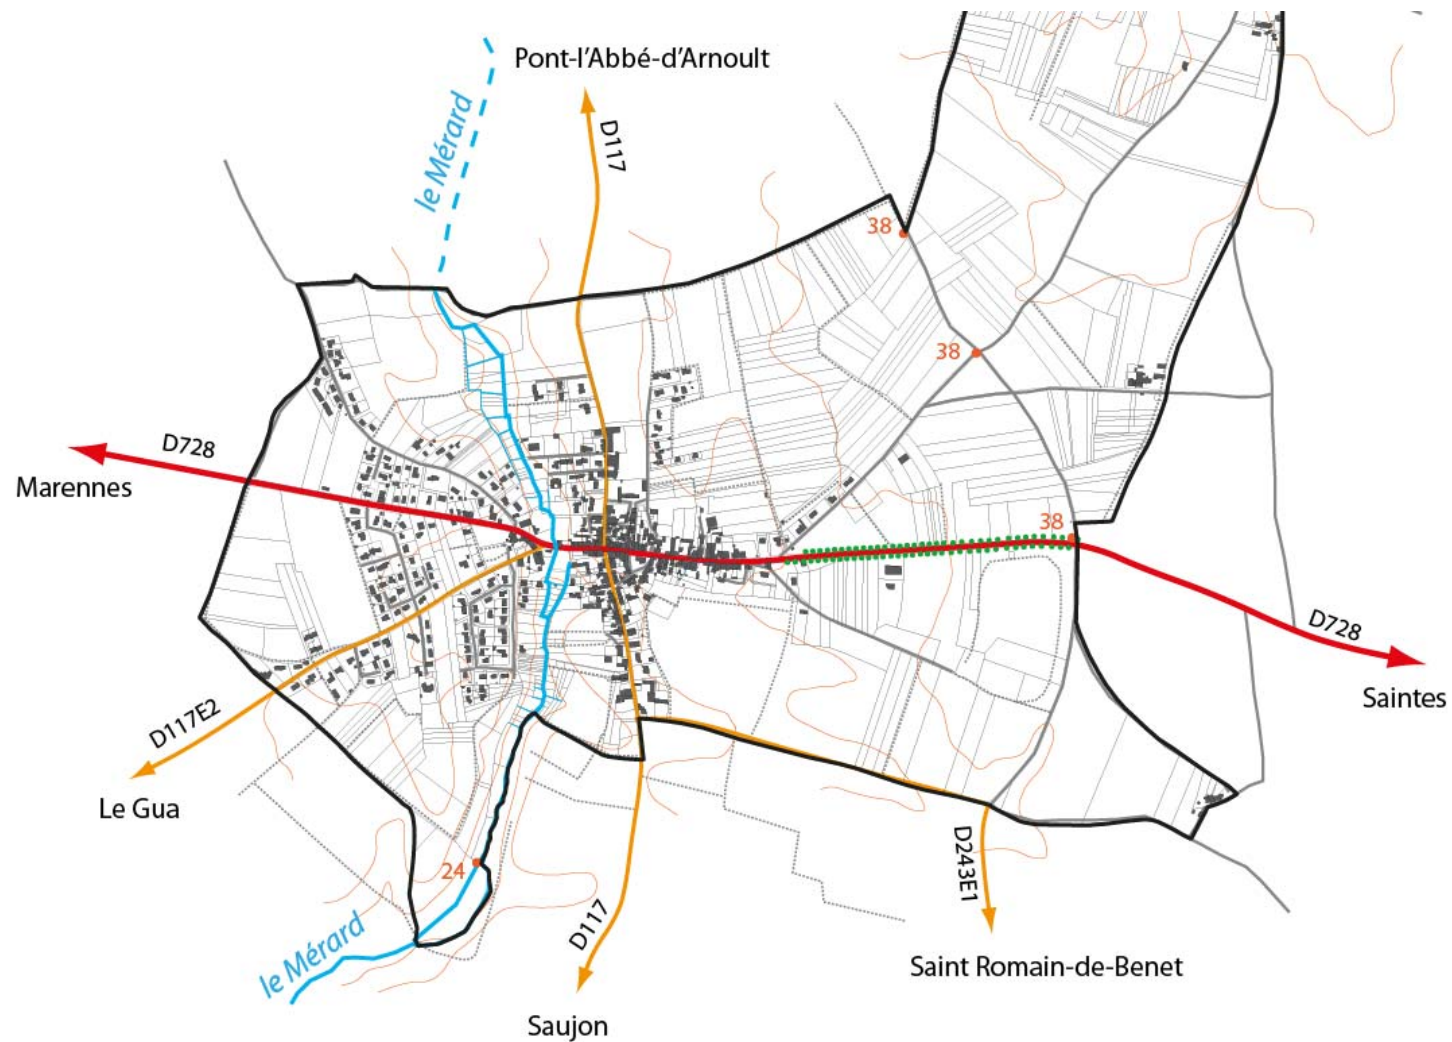 Pont-l'Abbé-d'Arnoult
le Mérard
D117
38
38
D728
Marennes
38
D728
Saintes
D117E2
Le Gua
24
D243E1
le Mérard
D117
Saint Romain-de-Benet
Saujon